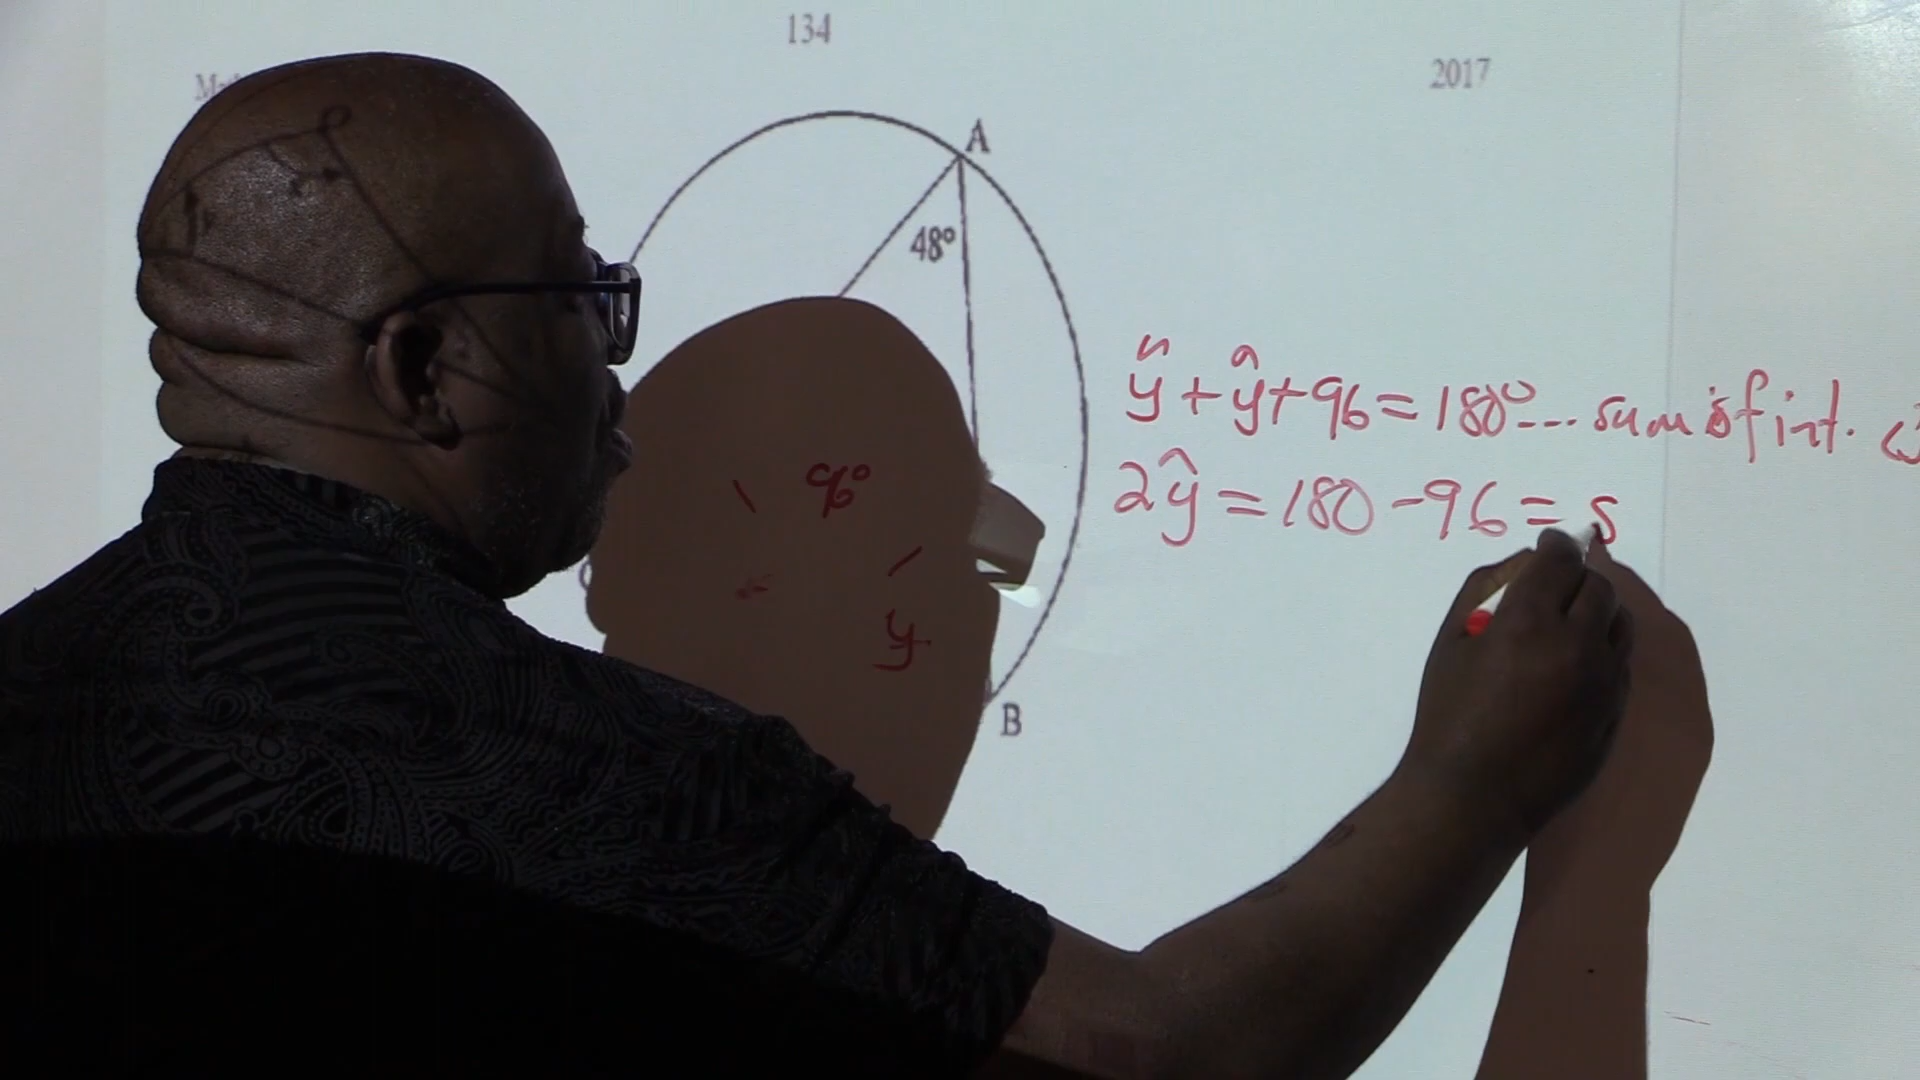 134
2017
A
48°
ŷ + ŷ + 96 = 180° ... sum of int.
96°
2ŷ = 180 - 96 =
y
B